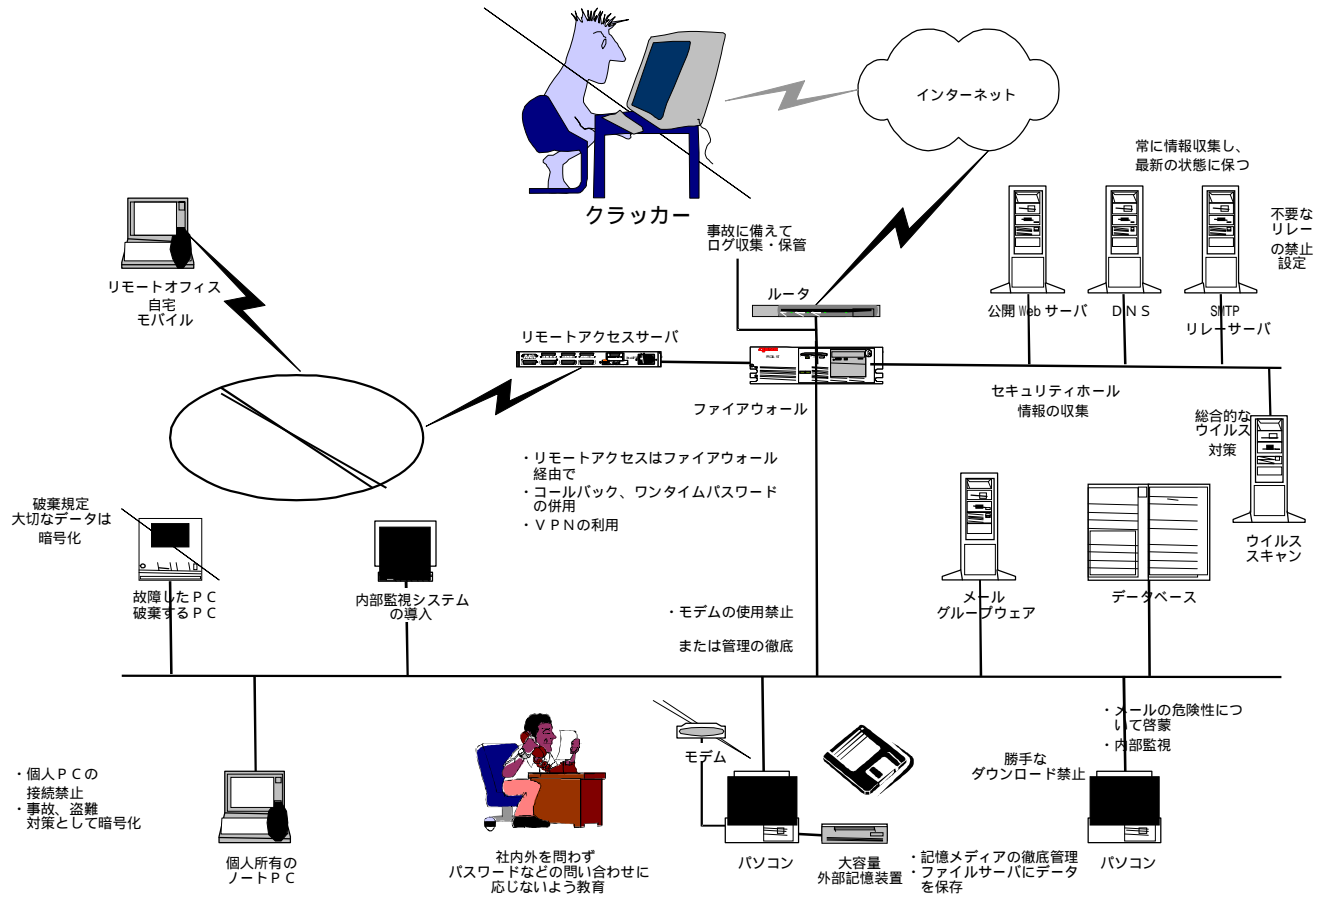 インターネット
常に情報収集し、
最新の状態に保つ
クラッカー
事故に備えて
ログ収集・保管
不要な
リレー
の禁止
設定
ルータ
リモートオフィス
自宅
モバイル
公開 Web サーバ
ＤＮＳ
SMTP
リレーサーバ
リモートアクセスサーバ
ファイアウォール
セキュリティホール
情報の収集
総合的な
ウイルス
対策
・リモートアクセスはファイアウォール
経由で
・コールバック、ワンタイムパスワード
の併用
・ＶＰＮの利用
破棄規定
大切なデータは
暗号化
ウイルス
スキャン
故障したＰＣ
破棄するＰＣ
内部監視システム
の導入
メール
グループウェア
データベース
・モデムの使用禁止
または管理の徹底
・メールの危険性につ
いて啓蒙
・内部監視
モデム
勝手な
ダウンロード禁止
・個人ＰＣの
接続禁止
・事故、盗難
対策として暗号化
個人所有の
ノートＰＣ
社内外を問わず
パスワードなどの問い合わせに
応じないよう教育
パソコン
大容量
外部記憶装置
・記憶メディアの徹底管理
・ファイルサーバにデータ
を保存
パソコン